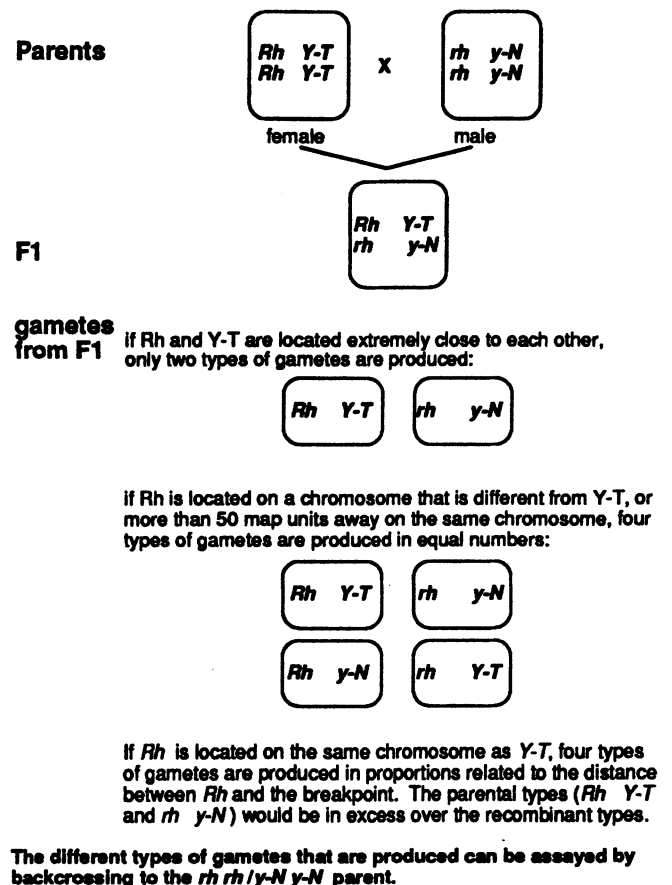 Parents
Rh Y-T
Rh Y-T
x
rh y-N
rh y-N
female
male
F1
Rh Y-T
rh y-N
gametes
from F1
if Rh and Y-T are located extremely close to each other,
only two types of gametes are produced:
Rh Y-T
rh y-N
if Rh is located on a chromosome that is different from Y-T, or
more than 50 map units away on the same chromosome, four
types of gametes are produced in equal numbers:
Rh Y-T
rh y-N
Rh y-N
rh Y-T
If Rh is located on the same chromosome as Y-T, four types
of gametes are produced in proportions related to the distance
between Rh and the breakpoint. The parental types (Rh Y-T
and rh y-N) would be in excess over the recombinant types.
The different types of gametes that are produced can be assayed by
backcrossing to the rh rh / y-N y-N parent.